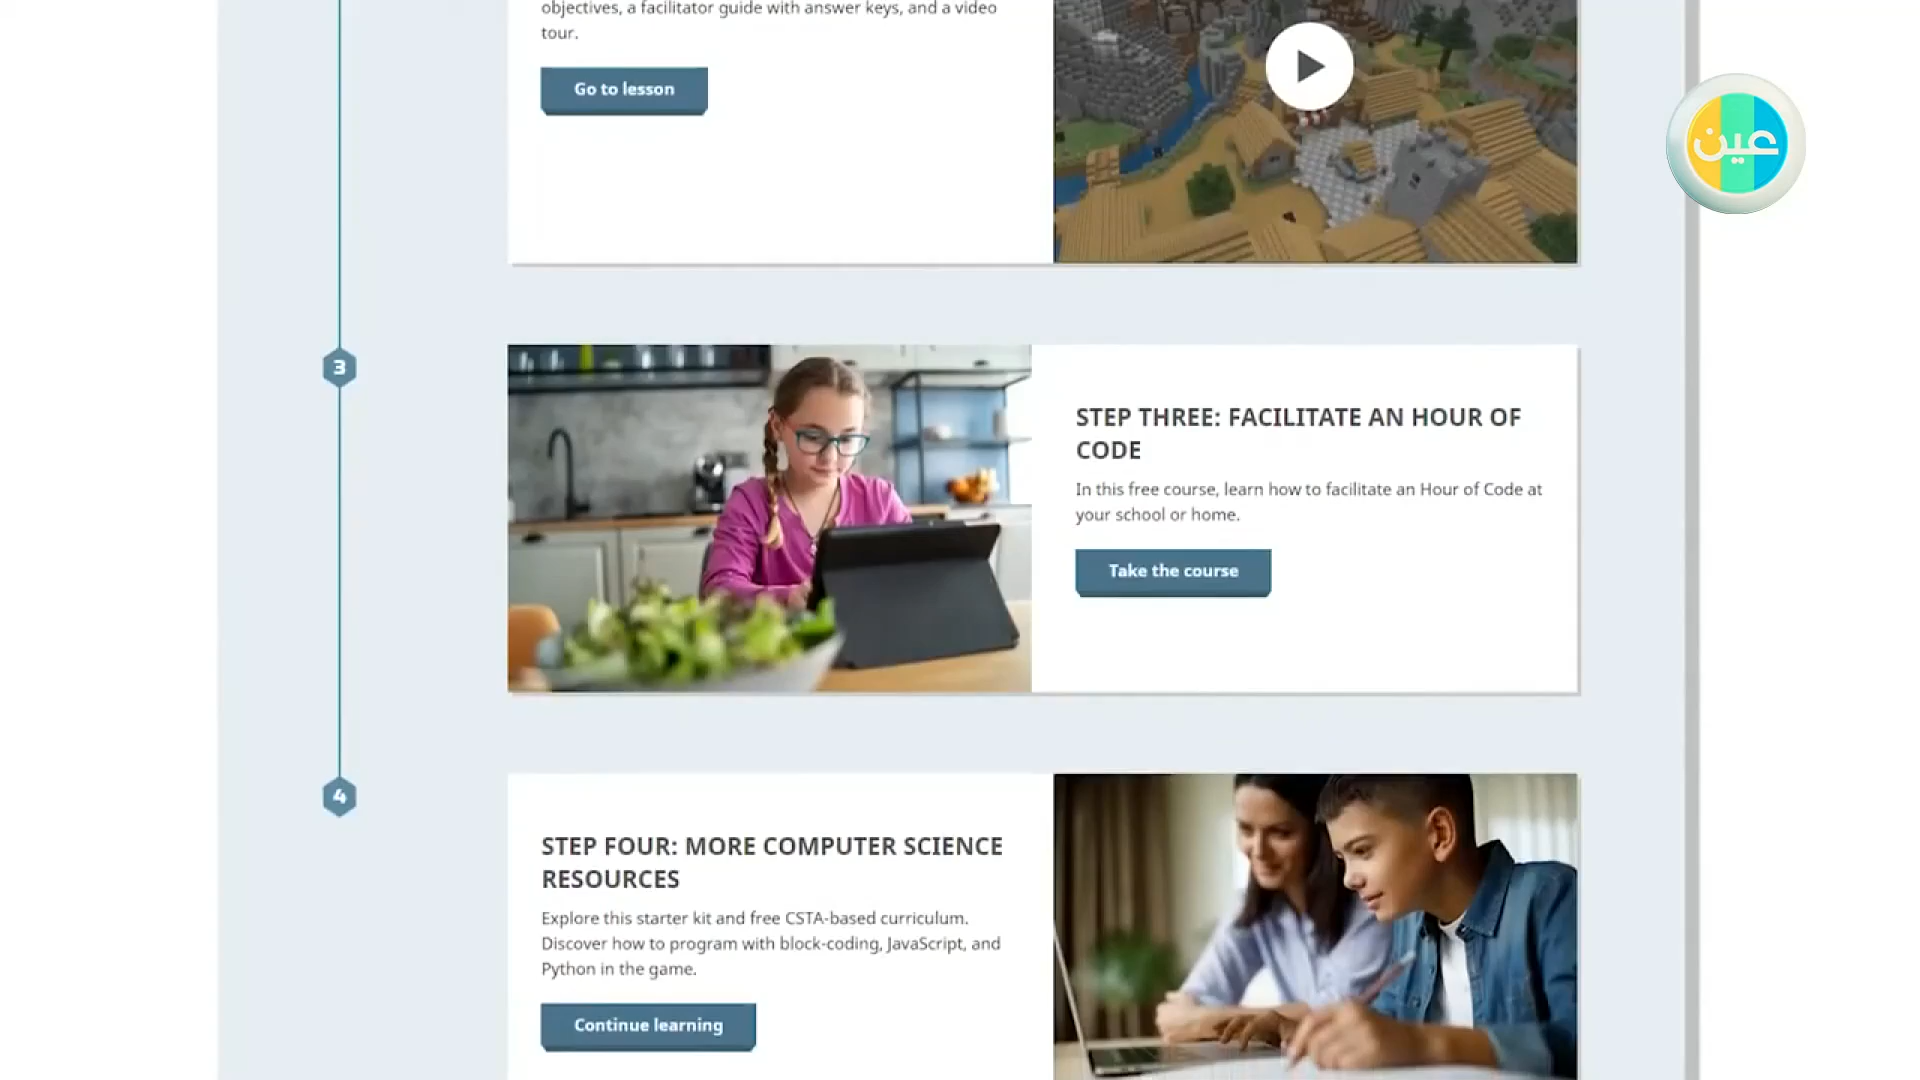 objectives, a facilitator guide with answer keys, and a video
tour.
Go to lesson
عين
3
STEP THREE: FACILITATE AN HOUR OF
CODE
In this free course, learn how to facilitate an Hour of Code at
your school or home.
Take the course
4
STEP FOUR: MORE COMPUTER SCIENCE
RESOURCES
Explore this starter kit and free CSTA-based curriculum.
Discover how to program with block-coding, JavaScript, and
Python in the game.
Continue learning